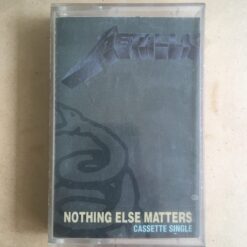 METALLICA
NOTHING ELSE MATTERS
CASSETTE SINGLE